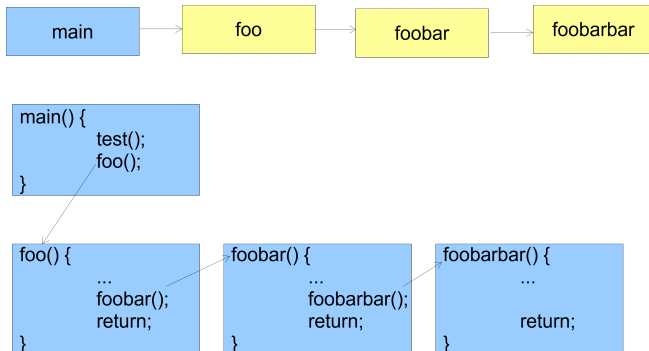 main
foo
foobar
foobarbar
main() {
test();
foo();
}
foo() {
...
foobar();
return;
}
foobar() {
...
foobarbar();
return;
}
foobarbar() {
...
return;
}